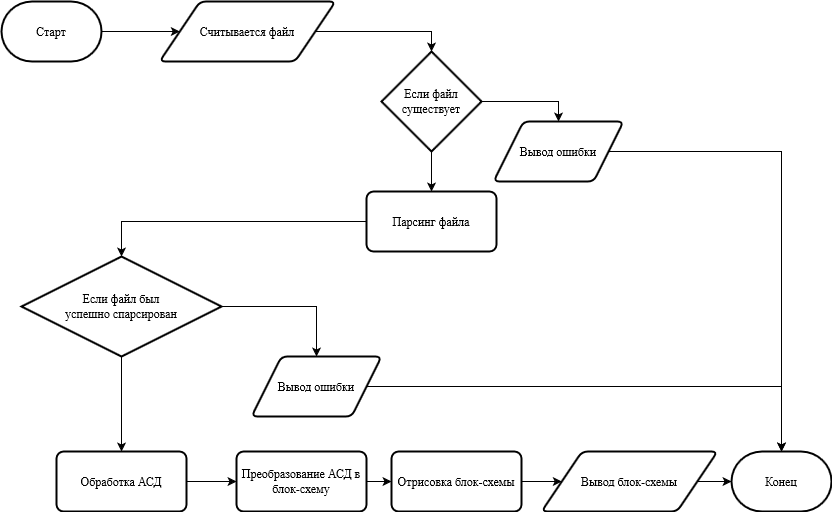 Старт
Считывается файл
Если файл
существует
Вывод ошибки
Парсинг файла
Если файл был
успешно спарсирован
Вывод ошибки
Обработка АСД
Преобразование АСД в
блок-схему
Отрисовка блок-схемы
Вывод блок-схемы
Конец